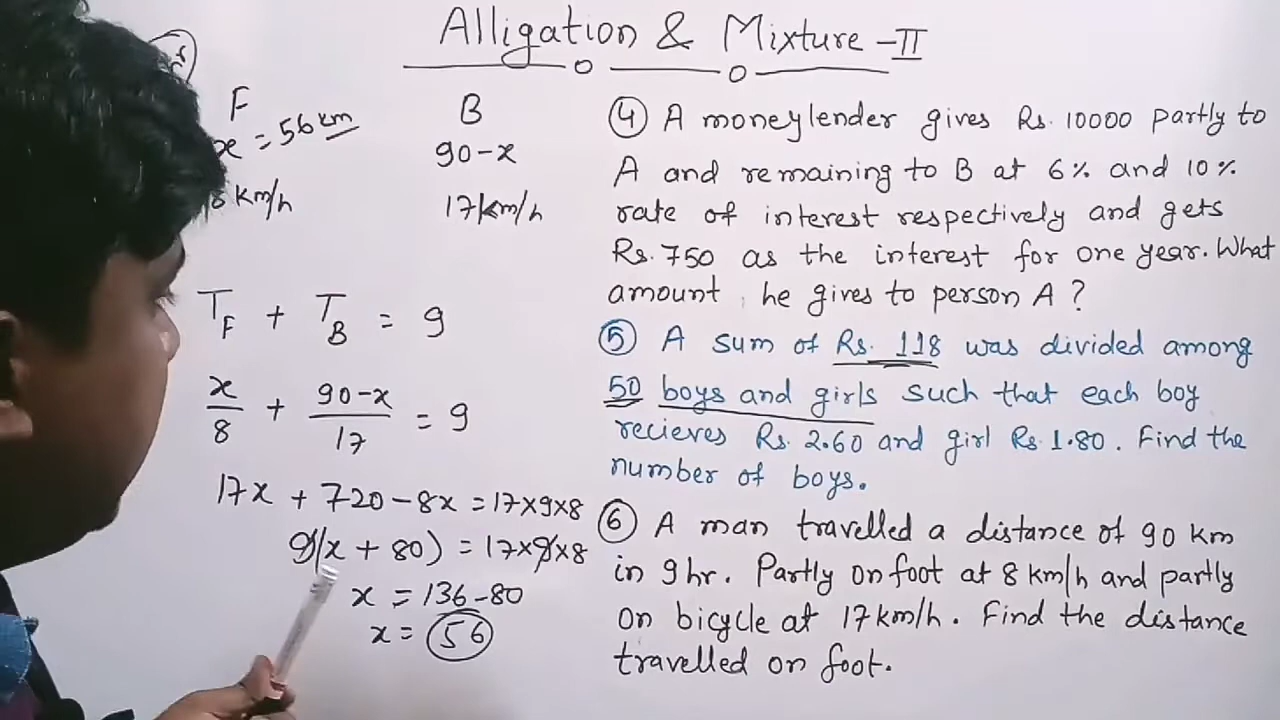 Alligation & Mixture - II
F
x = 56 km
8 km/h
B
90-x
17 km/h
T_F + T_B = 9
x/8 + (90-x)/17 = 9
17x + 720 - 8x = 17×9×8
9(x + 80) = 17×9×8
x = 136-80
x = 56
④ A moneylender gives Rs. 10000 partly to
A and remaining to B at 6% and 10%
rate of interest respectively and gets
Rs. 750 as the interest for one year. What
amount he gives to person A ?
⑤ A sum of Rs. 118 was divided among
50 boys and girls such that each boy
recieves Rs. 2.60 and girl Rs. 1.80. Find the
number of boys.
⑥ A man travelled a distance of 90 km
in 9hr. Partly on foot at 8 km/h and partly
on bicycle at 17 km/h. Find the distance
travelled on foot.